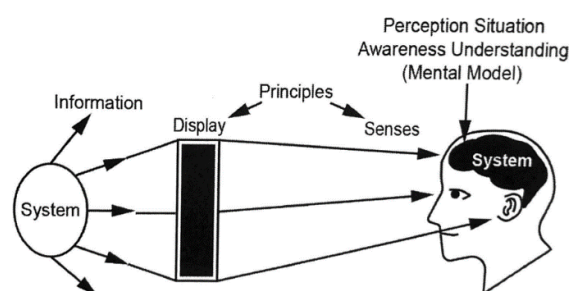 Perception Situation
Awareness Understanding
(Mental Model)
Information
Principles
Display
Senses
System
System